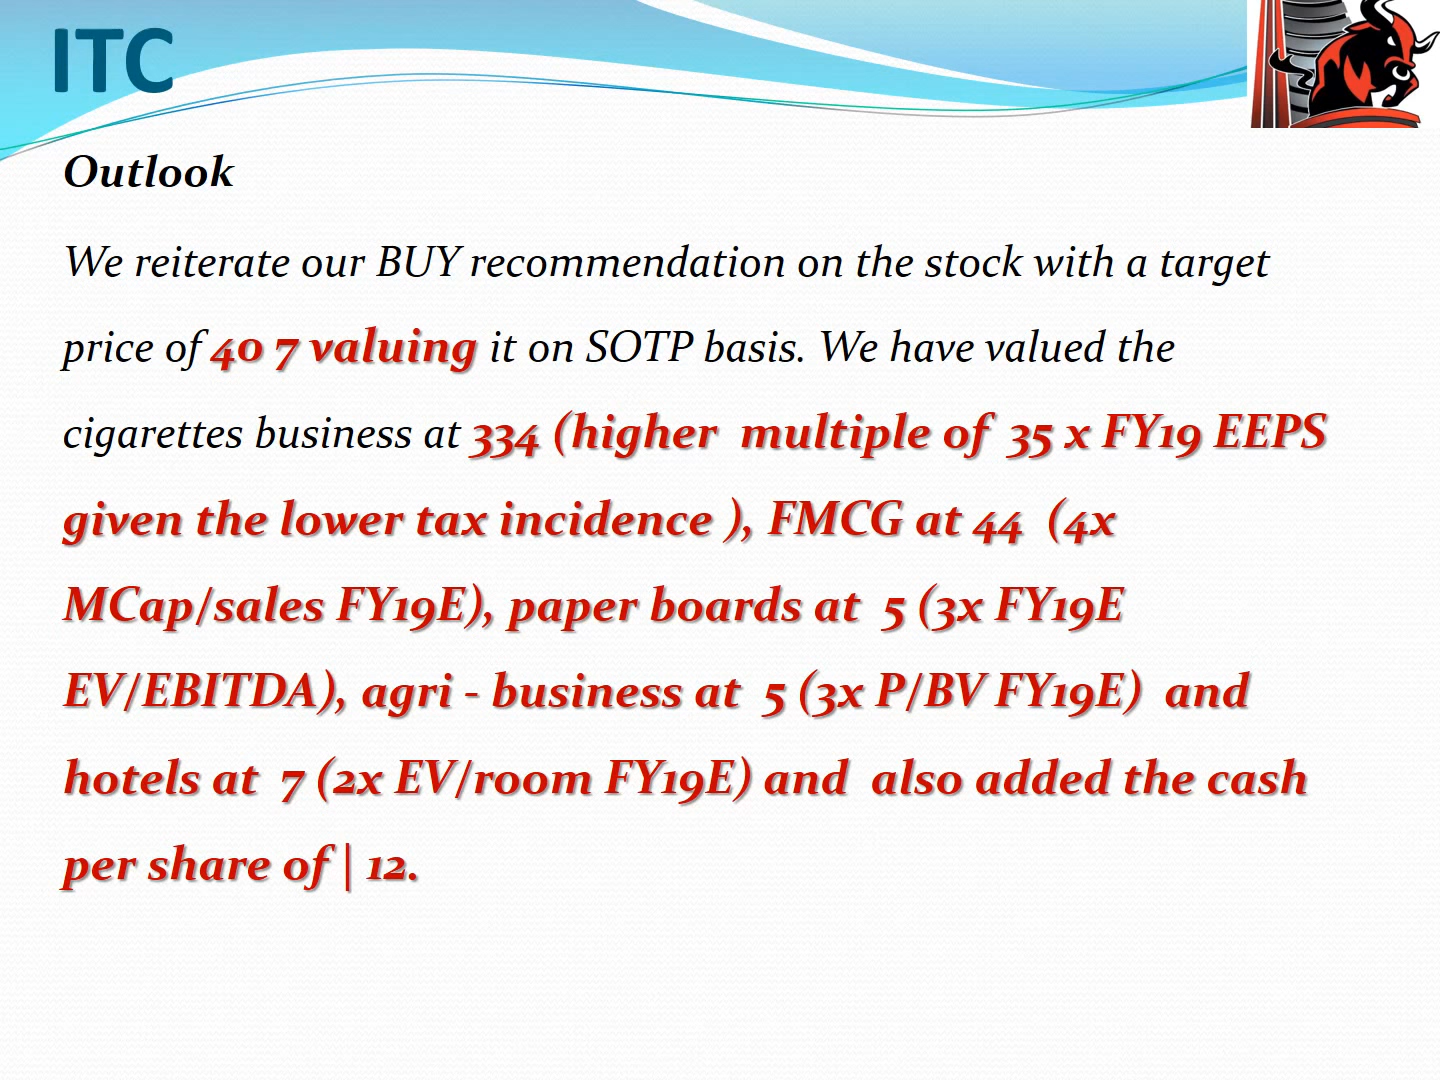 ITC
Outlook
We reiterate our BUY recommendation on the stock with a target
price of 40 7 valuing it on SOTP basis. We have valued the
cigarettes business at 334 (higher multiple of 35 x FY19 EEPS
given the lower tax incidence ), FMCG at 44 (4x
MCap/sales FY19E), paper boards at 5 (3x FY19E
EV/EBITDA), agri - business at 5 (3x P/BV FY19E) and
hotels at 7 (2x EV/room FY19E) and also added the cash
per share of | 12.